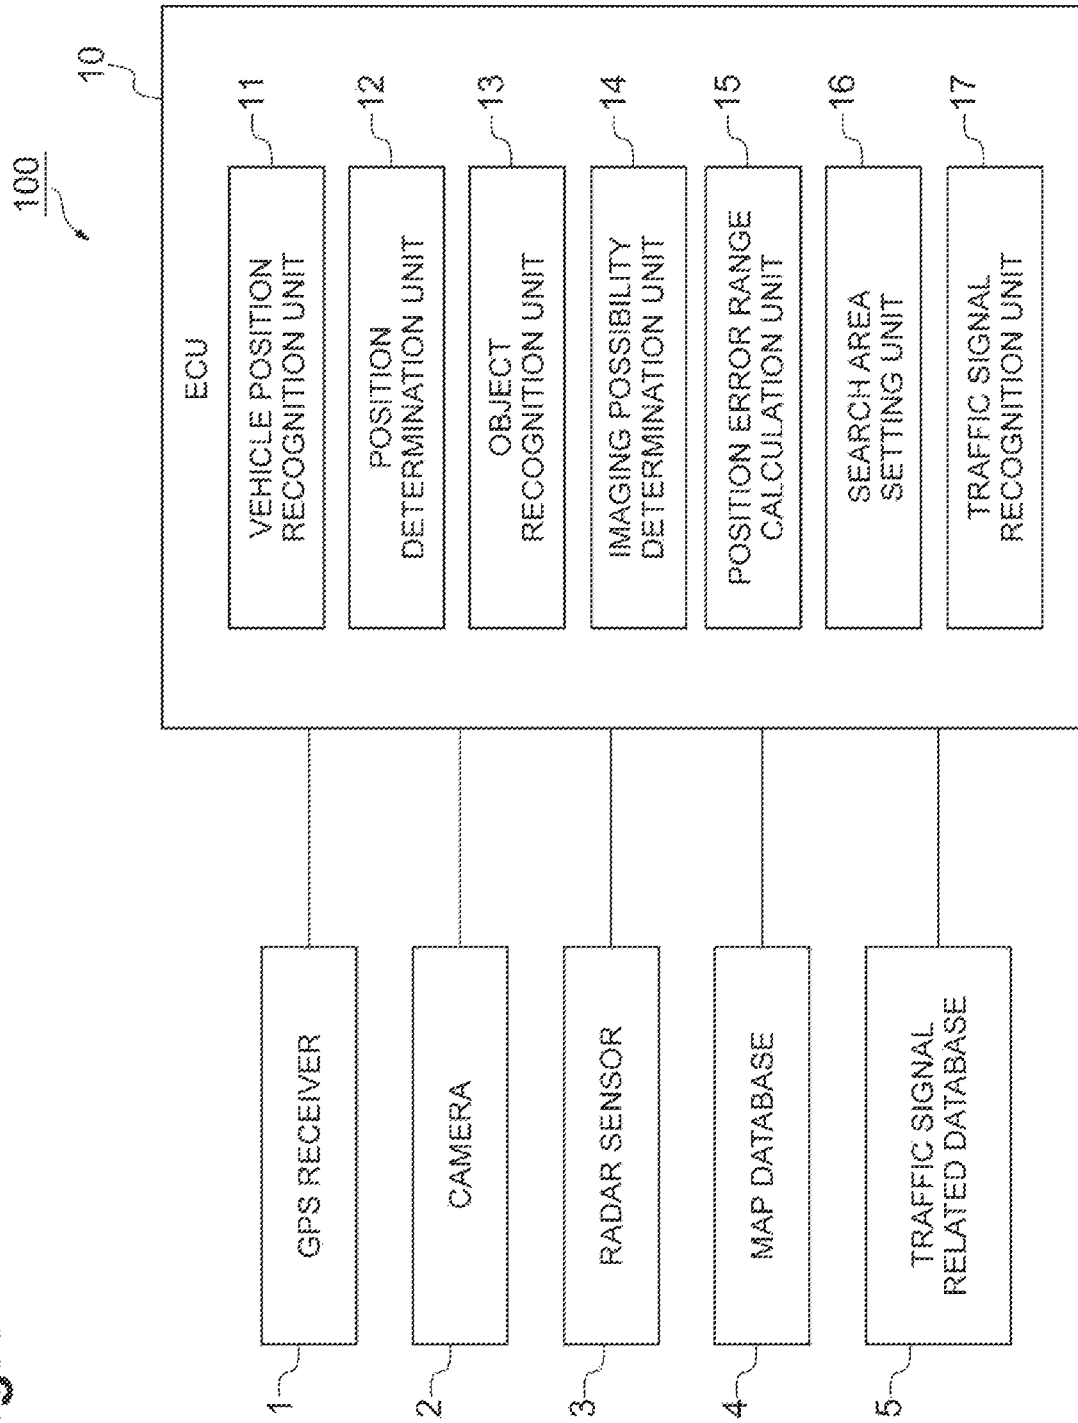 100
10
ECU
1
GPS RECEIVER
2
CAMERA
3
RADAR SENSOR
4
MAP DATABASE
5
TRAFFIC SIGNAL
RELATED DATABASE
VEHICLE POSITION
RECOGNITION UNIT
11
POSITION
DETERMINATION UNIT
12
OBJECT
RECOGNITION UNIT
13
IMAGING POSSIBILITY
DETERMINATION UNIT
14
POSITION ERROR RANGE
CALCULATION UNIT
15
SEARCH AREA
SETTING UNIT
16
TRAFFIC SIGNAL
RECOGNITION UNIT
17